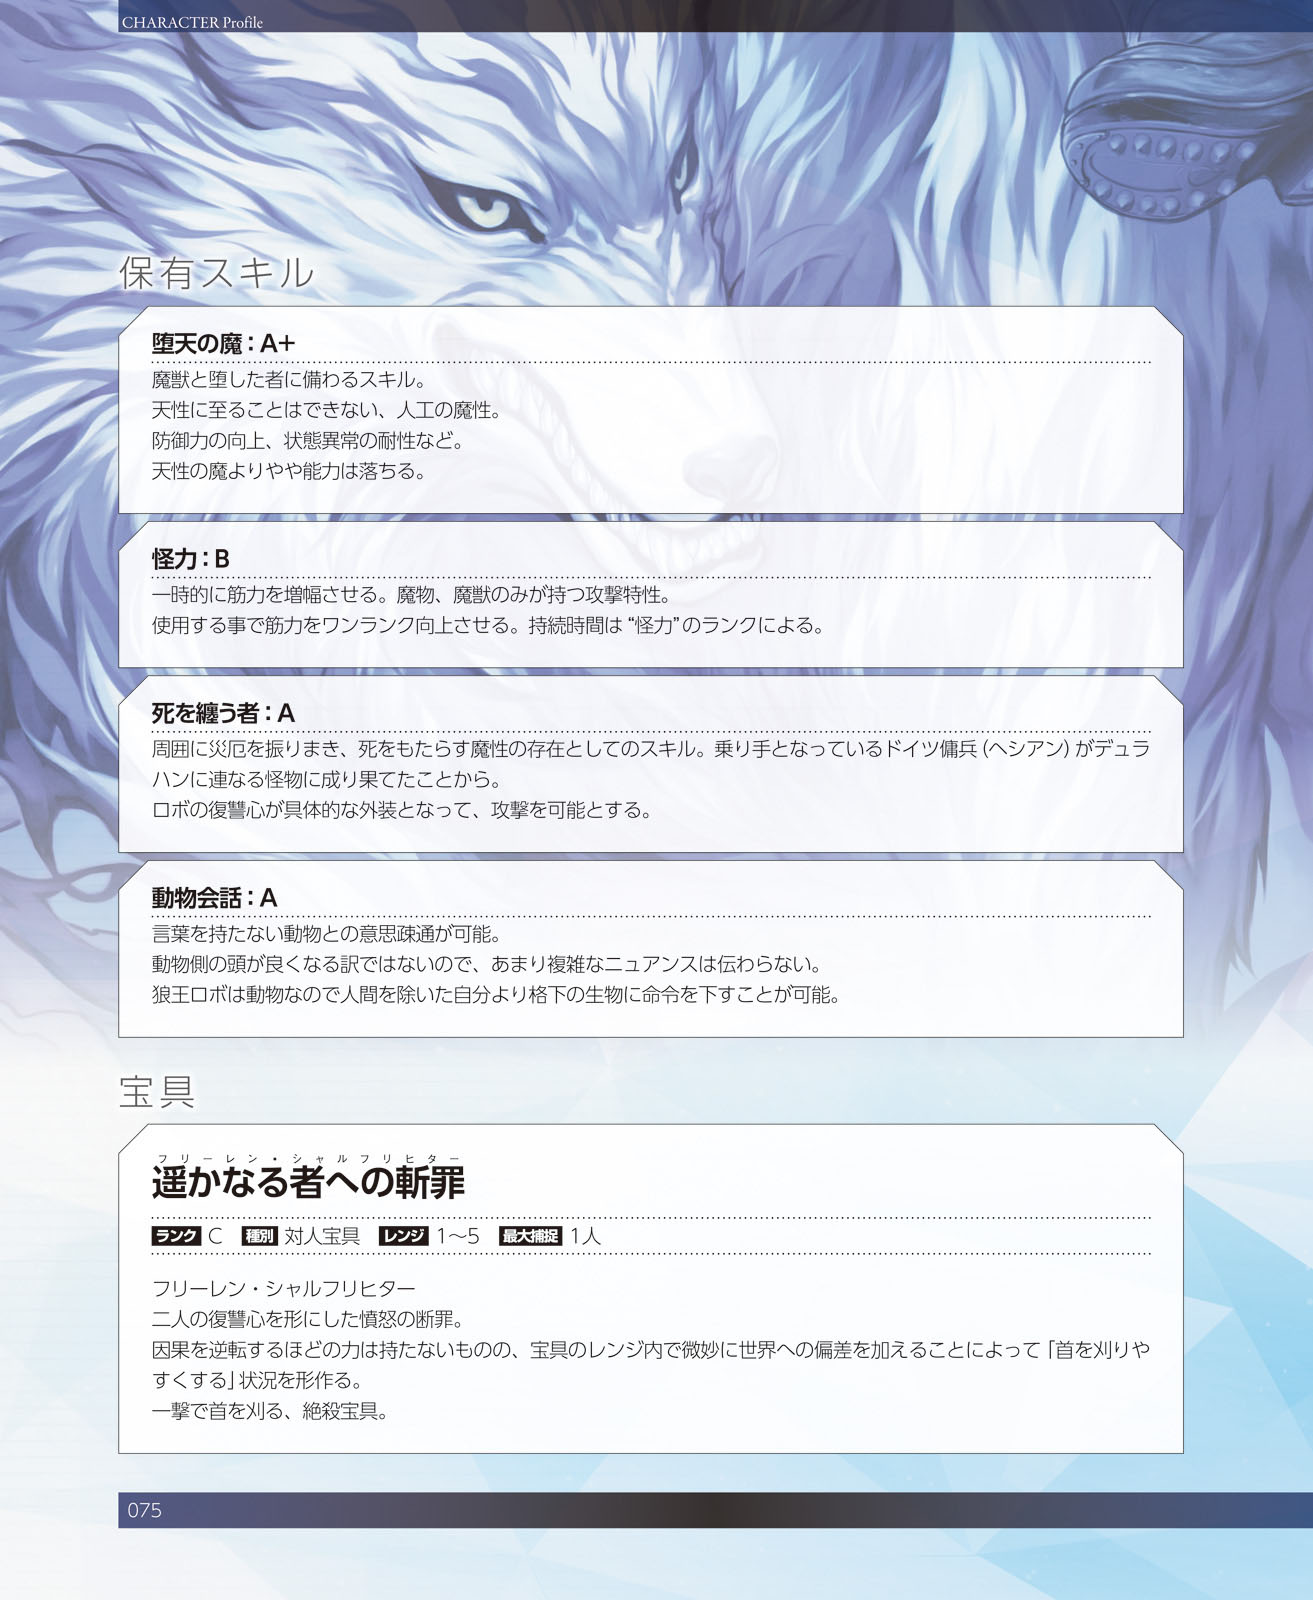 CHARACTER Profile
保有スキル
堕天の魔：A+
魔獣と堕した者に備わるスキル。
天性に至ることはできない、人工の魔性。
防御力の向上、状態異常の耐性など。
天性の魔よりやや能力は落ちる。
怪力：B
一時的に筋力を増幅させる。魔物、魔獣のみが持つ攻撃特性。
使用する事で筋力をワンランク向上させる。持続時間は“怪力”のランクによる。
死を纏う者：A
周囲に災厄を振りまき、死をもたらす魔性の存在としてのスキル。乗り手となっているドイツ傭兵（ヘシアン）がデュラ
ハンに連なる怪物に成り果てたことから。
ロボの復讐心が具体的な外装となって、攻撃を可能とする。
動物会話：A
言葉を持たない動物との意思疎通が可能。
動物側の頭が良くなる訳ではないので、あまり複雑なニュアンスは伝わらない。
狼王ロボは動物なので人間を除いた自分より格下の生物に命令を下すことが可能。
宝具
フリーレン・シャルフリヒター
遥かなる者への斬罪
ランク C 種別 対人宝具 レンジ 1～5 最大捕捉 1人
フリーレン・シャルフリヒター
二人の復讐心を形にした憤怒の断罪。
因果を逆転するほどの力は持たないものの、宝具のレンジ内で微妙に世界への偏差を加えることによって「首を刈りや
すくする」状況を形作る。
一撃で首を刈る、絶殺宝具。
075